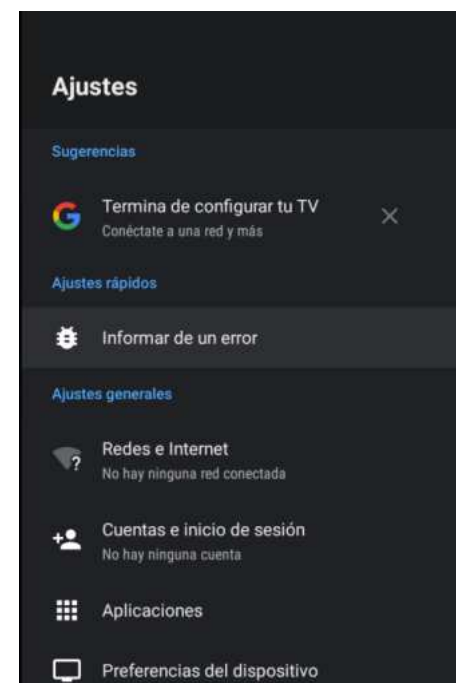 Ajustes
Sugerencias
Termina de configurar tu TV
Conéctate a una red y más
Ajustes rápidos
Informar de un error
Ajustes generales
Redes e Internet
No hay ninguna red conectada
Cuentas e inicio de sesión
No hay ninguna cuenta
Aplicaciones
Preferencias del dispositivo